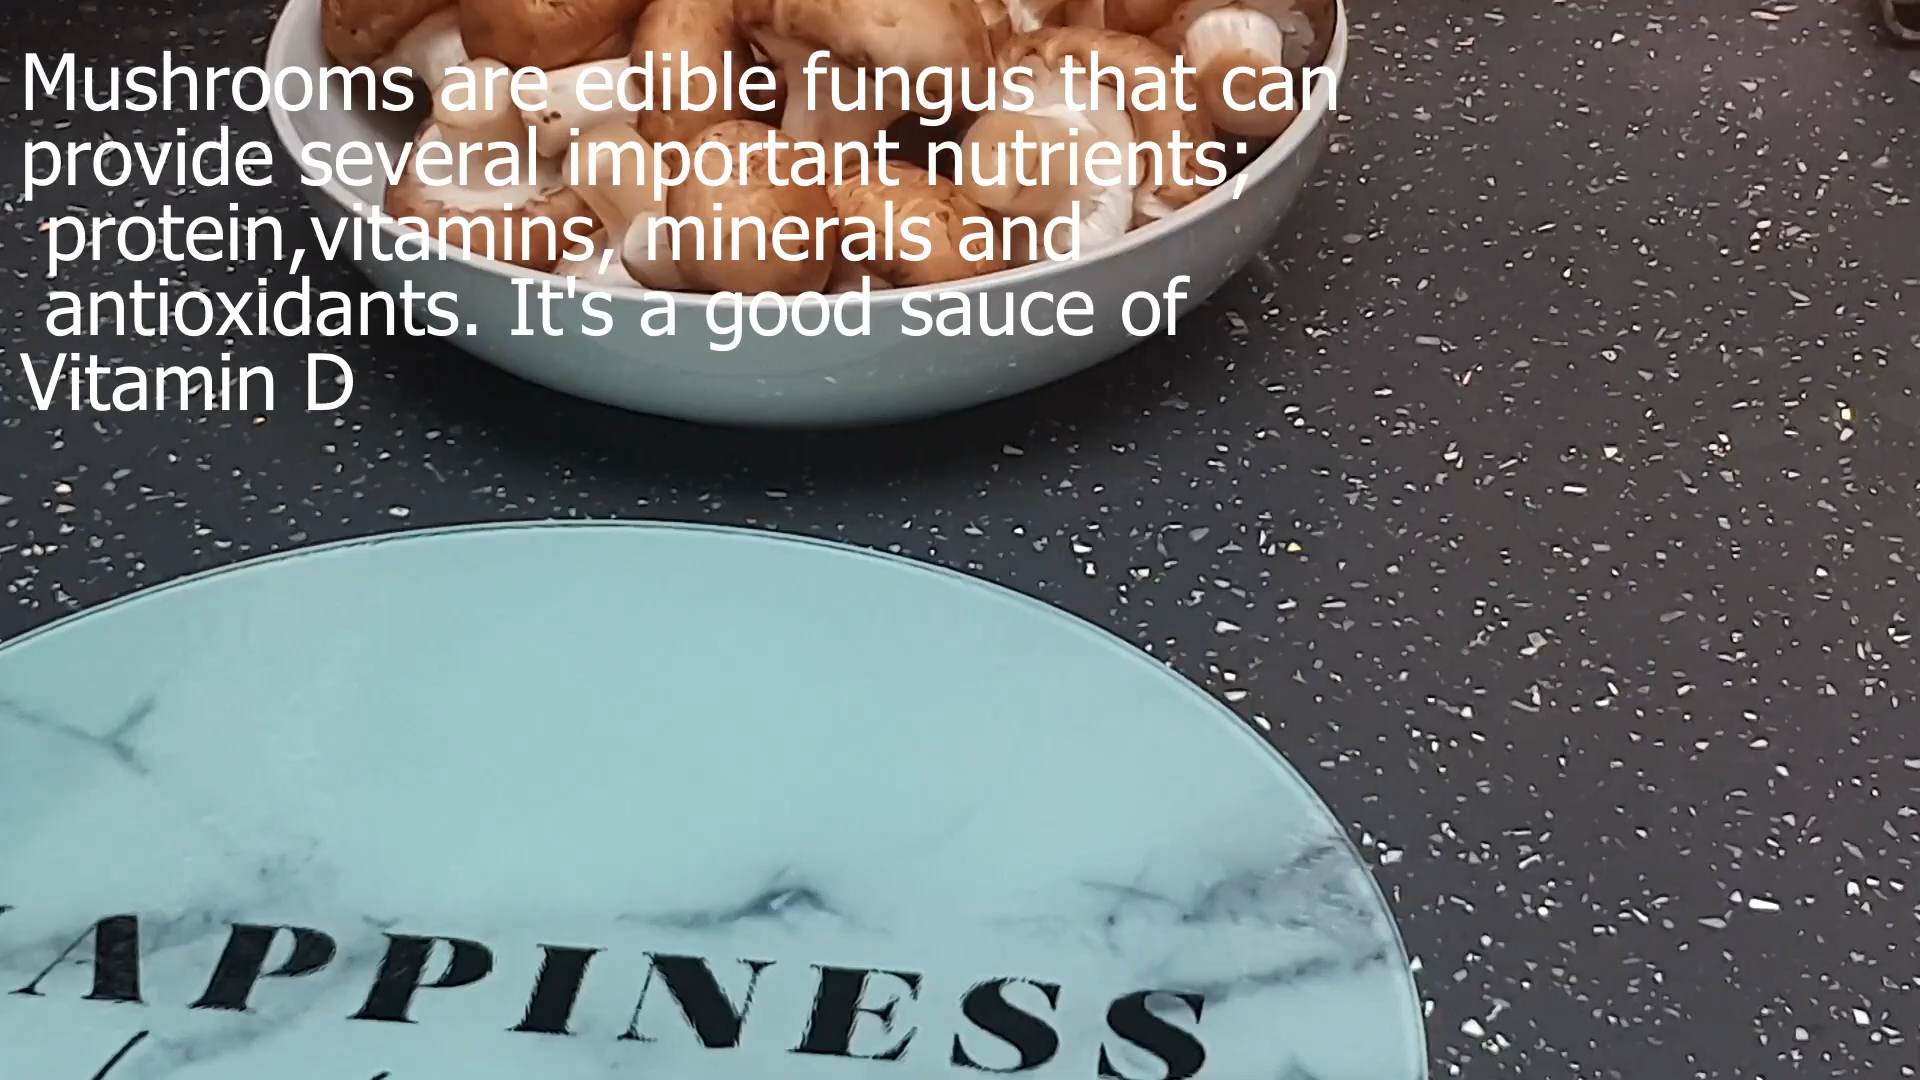 Mushrooms are edible fungus that can
provide several important nutrients;
protein,vitamins, minerals and
antioxidants. It's a good sauce of
Vitamin D
APPINESS